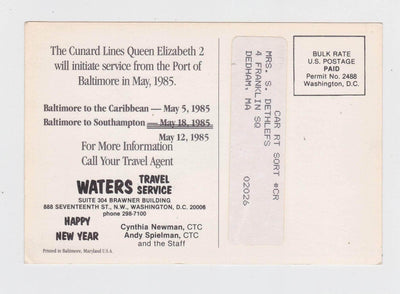 The Cunard Lines Queen Elizabeth 2
will initiate service from the Port of
Baltimore in May, 1985.
Baltimore to the Caribbean — May 5, 1985
Baltimore to Southampton — May 18, 1985
May 12, 1985
For More Information
Call Your Travel Agent
WATERS TRAVEL SERVICE
SUITE 304 BRAWNER BUILDING
888 SEVENTEENTH ST., N.W., WASHINGTON, D.C. 20006
phone 298-7100
HAPPY
NEW YEAR
Cynthia Newman, CTC
Andy Spielman, CTC
and the Staff
Printed in Baltimore, Maryland U.S.A.
CAR RT SORT @CR
MRS. S. DETHLEFS
4 FRANKLIN SQ
DEDHAM, MA 02026
BULK RATE
U.S. POSTAGE
PAID
Permit No. 2488
Washington, D.C.